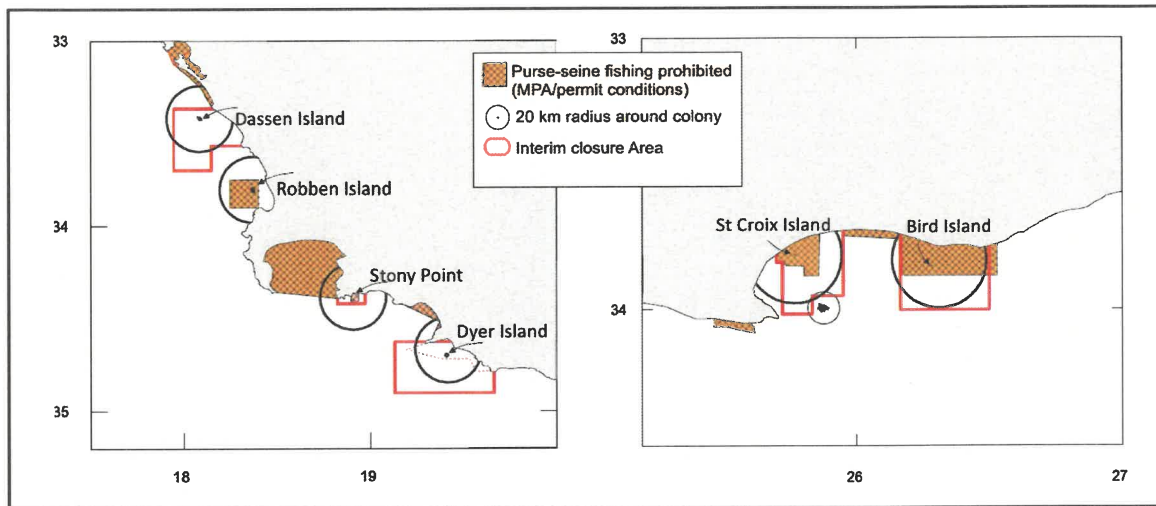 33
Dassen Island
Robben Island
34
Stony Point
Dyer Island
35
18
19
Purse-seine fishing prohibited
(MPA/permit conditions)
20 km radius around colony
Interim closure Area
33
St Croix Island
Bird Island
34
26
27